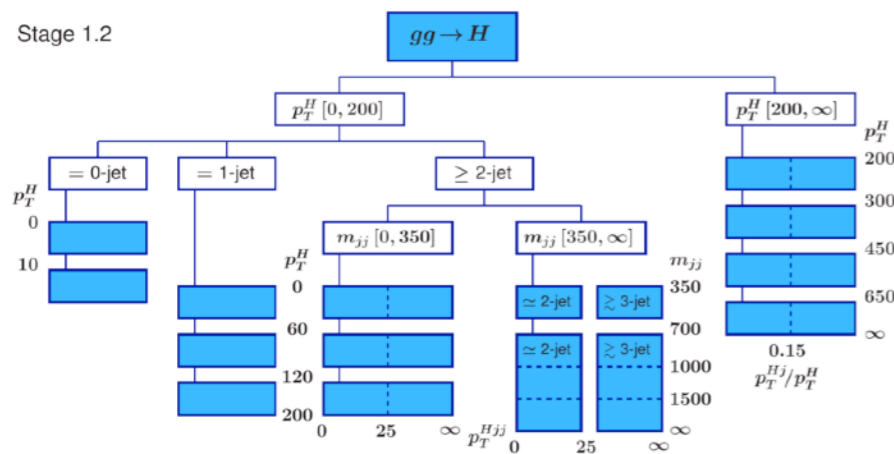 Stage 1.2
gg → H
p_T^H [0, 200]
p_T^H [200, ∞]
= 0-jet
= 1-jet
≥ 2-jet
p_T^H
0
10
m_jj [0, 350]
m_jj [350, ∞]
p_T^H
0
60
120
200
0
25
∞
≃ 2-jet
≳ 3-jet
≃ 2-jet
≳ 3-jet
m_jj
350
700
1000
1500
∞
p_T^Hjj
0
25
∞
p_T^H
200
300
450
650
∞
0.15
p_T^Hj/p_T^H